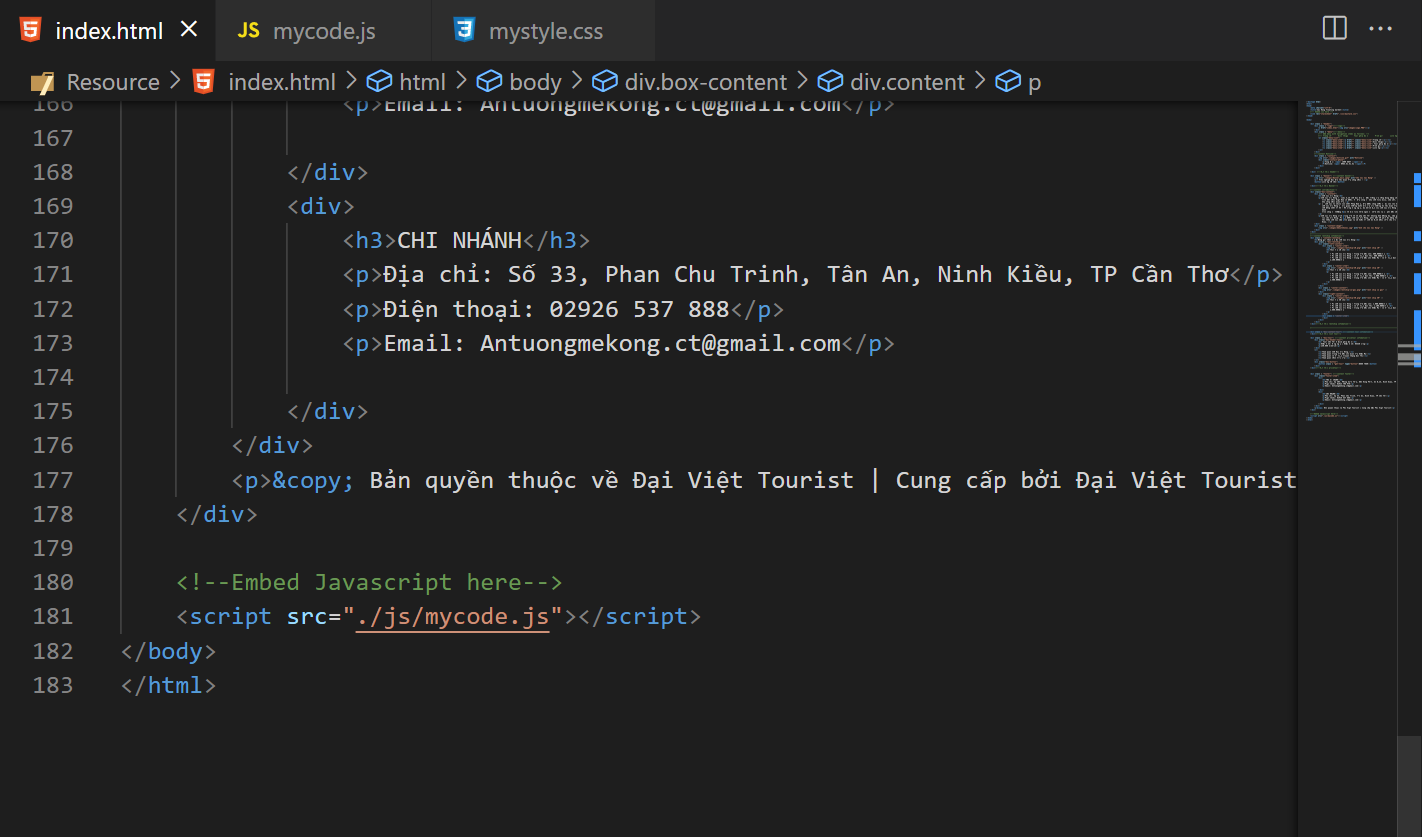 index.html
JS mycode.js
mystyle.css
Resource > index.html > html > body > div.box-content > div.content > p
166 <p>Email: Antuongmekong.ct@gmail.com</p>
167
168 </div>
169 <div>
170 <h3>CHI NHÁNH</h3>
171 <p>Địa chỉ: Số 33, Phan Chu Trinh, Tân An, Ninh Kiều, TP Cần Thơ</p>
172 <p>Điện thoại: 02926 537 888</p>
173 <p>Email: Antuongmekong.ct@gmail.com</p>
174
175 </div>
176 </div>
177 <p>&copy; Bản quyền thuộc về Đại Việt Tourist | Cung cấp bởi Đại Việt Tourist
178 </div>
179
180 <!--Embed Javascript here-->
181 <script src="./js/mycode.js"></script>
182 </body>
183 </html>